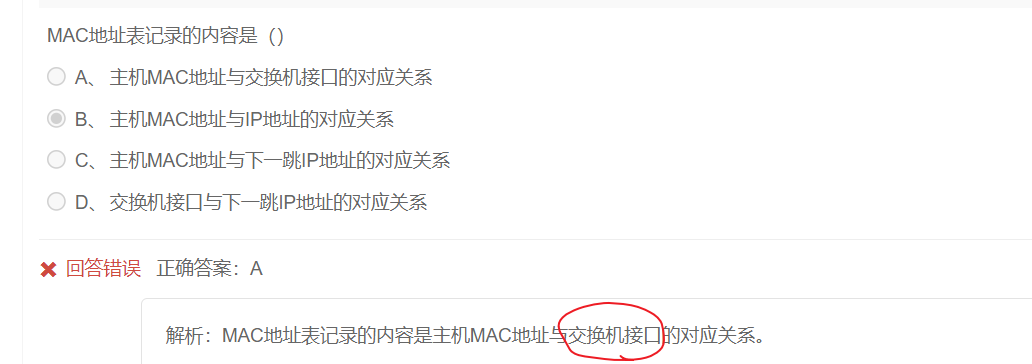 MAC地址表记录的内容是（）
A、 主机MAC地址与交换机接口的对应关系
B、 主机MAC地址与IP地址的对应关系
C、 主机MAC地址与下一跳IP地址的对应关系
D、 交换机接口与下一跳IP地址的对应关系
回答错误 正确答案：A
解析：MAC地址表记录的内容是主机MAC地址与交换机接口的对应关系。